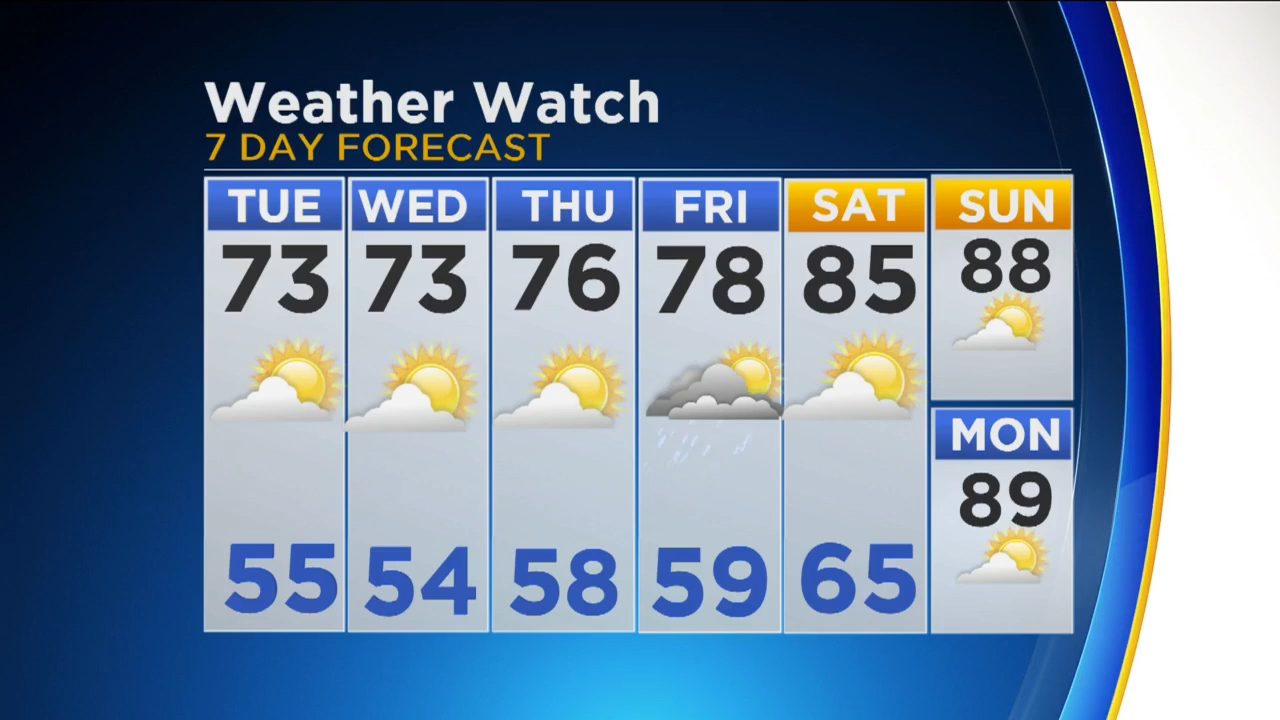 Weather Watch
7 DAY FORECAST
TUE WED THU FRI SAT SUN
73 73 76 78 85 88
MON
89
55 54 58 59 65